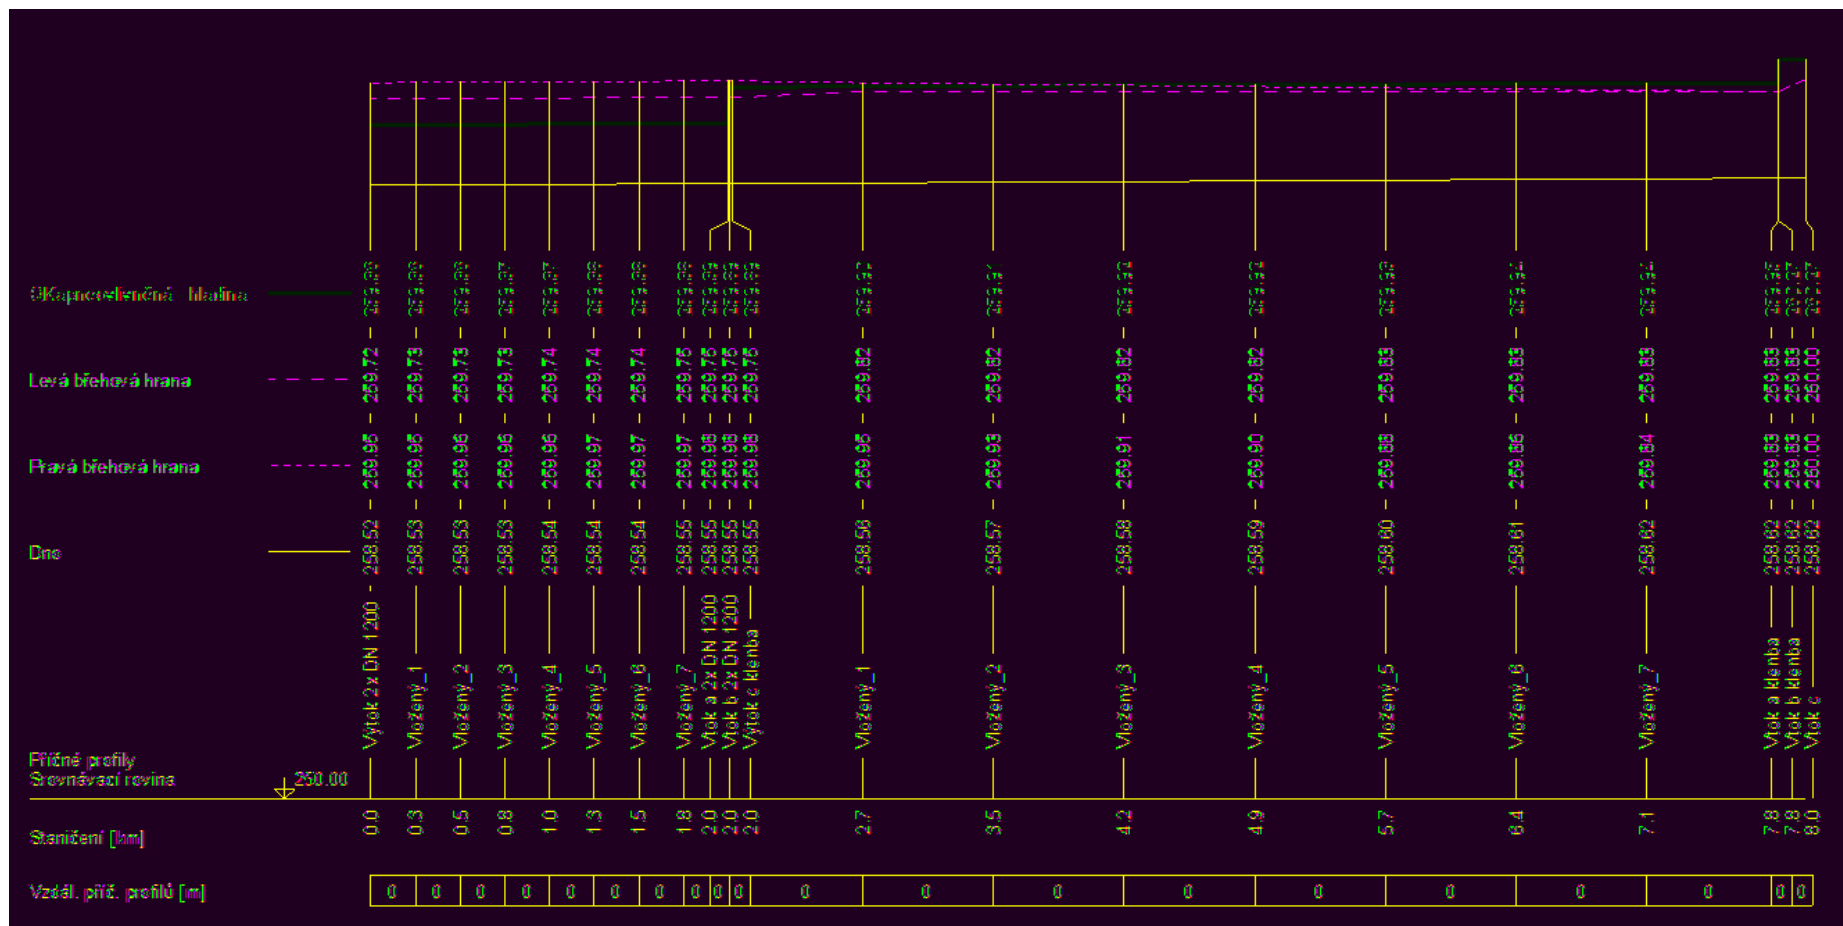 Levá břehová hrana
259.72 259.73 259.73 259.73 259.74 259.74 259.74 259.75 259.75 259.75 259.75 259.82 259.82 259.82 259.82 259.83 259.83 259.83 259.83 259.83 260.00
Pravá břehová hrana
259.95 259.95 259.96 259.96 259.96 259.97 259.97 259.97 259.98 259.98 259.98 259.95 259.93 259.91 259.90 259.88 259.86 259.84 259.83 259.83 260.00
Dno
258.52 258.53 258.53 258.53 258.54 258.54 258.54 258.55 258.55 258.55 258.55 258.56 258.57 258.58 258.59 258.60 258.61 258.62 258.62 258.62 258.62
Výtok 2x DN 1200
Vložený_1
Vložený_2
Vložený_3
Vložený_4
Vložený_5
Vložený_6
Vložený_7
Vtok a 2x DN 1200
Vtok b 2x DN 1200
Výtok c klenba
Vložený_1
Vložený_2
Vložený_3
Vložený_4
Vložený_5
Vložený_6
Vložený_7
Vtok a klenba
Vtok b klenba
Vtok c
Příčné profily
Srovnávací rovina 250.00
Staničení [km] 0.0 0.3 0.5 0.8 1.0 1.3 1.5 1.8 2.0 2.0 2.0 2.7 3.5 4.2 4.9 5.7 6.4 7.1 7.8 7.8 8.0
Vzdál. příč. profilů [m] 0 0 0 0 0 0 0 0 0 0 0 0 0 0 0 0 0 0 0 0